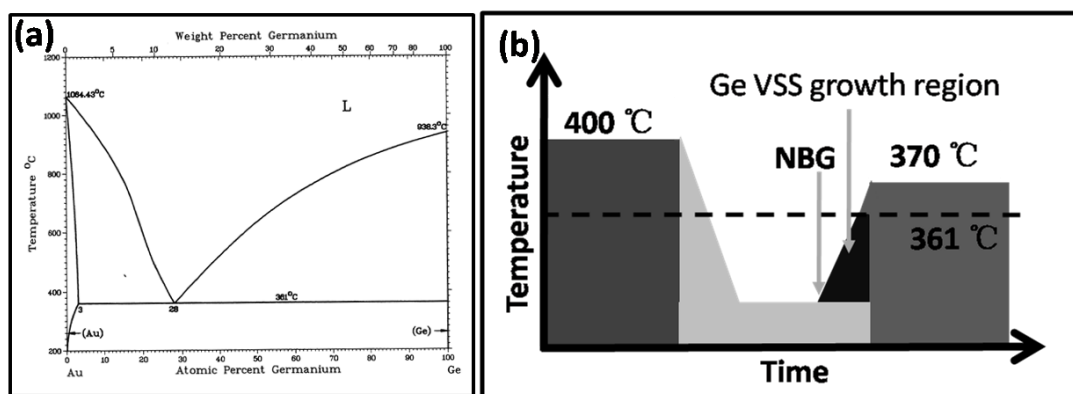 (a)
Weight Percent Germanium
0 5 10 20 30 40 50 60 70 80 100
1200
1064.43°C
L
1000
938.3°C
800
Temperature °C
600
400
361°C
3
28
(Au)
(Ge)
200
0 10 20 30 40 50 60 70 80 90 100
Au
Atomic Percent Germanium
Ge
(b)
Ge VSS growth region
400 ℃
NBG
370 ℃
361 ℃
Temperature
Time